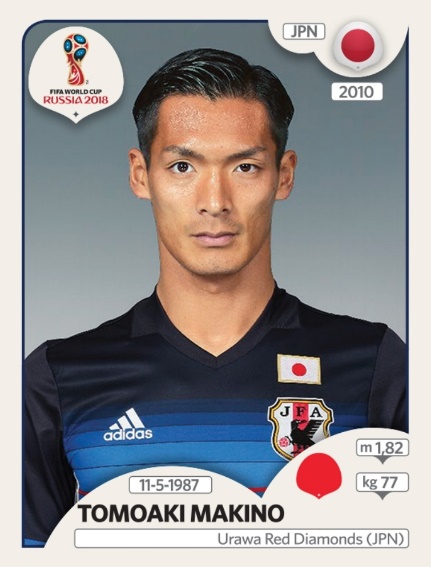 JPN
2010
FIFA WORLD CUP
RUSSIA 2018
adidas
JFA
m 1,82
kg 77
11-5-1987
TOMOAKI MAKINO
Urawa Red Diamonds (JPN)